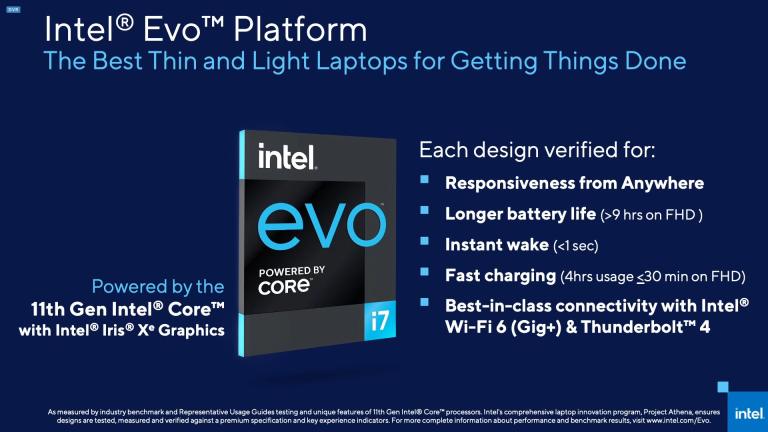 DVR
Intel® Evo™ Platform
The Best Thin and Light Laptops for Getting Things Done
intel.
evo™
POWERED BY
CORE™
i7
Powered by the
11th Gen Intel® Core™
with Intel® Iris® Xᵉ Graphics
Each design verified for:
Responsiveness from Anywhere
Longer battery life (>9 hrs on FHD )
Instant wake (<1 sec)
Fast charging (4hrs usage ≤30 min on FHD)
Best-in-class connectivity with Intel®
Wi-Fi 6 (Gig+) & Thunderbolt™ 4
As measured by industry benchmark and Representative Usage Guides testing and unique features of 11th Gen Intel® Core™ processors. Intel's comprehensive laptop innovation program, Project Athena, ensures
designs are tested, measured and verified against a premium specification and key experience indicators. For more complete information about performance and benchmark results, visit www.intel.com/Evo.
intel.